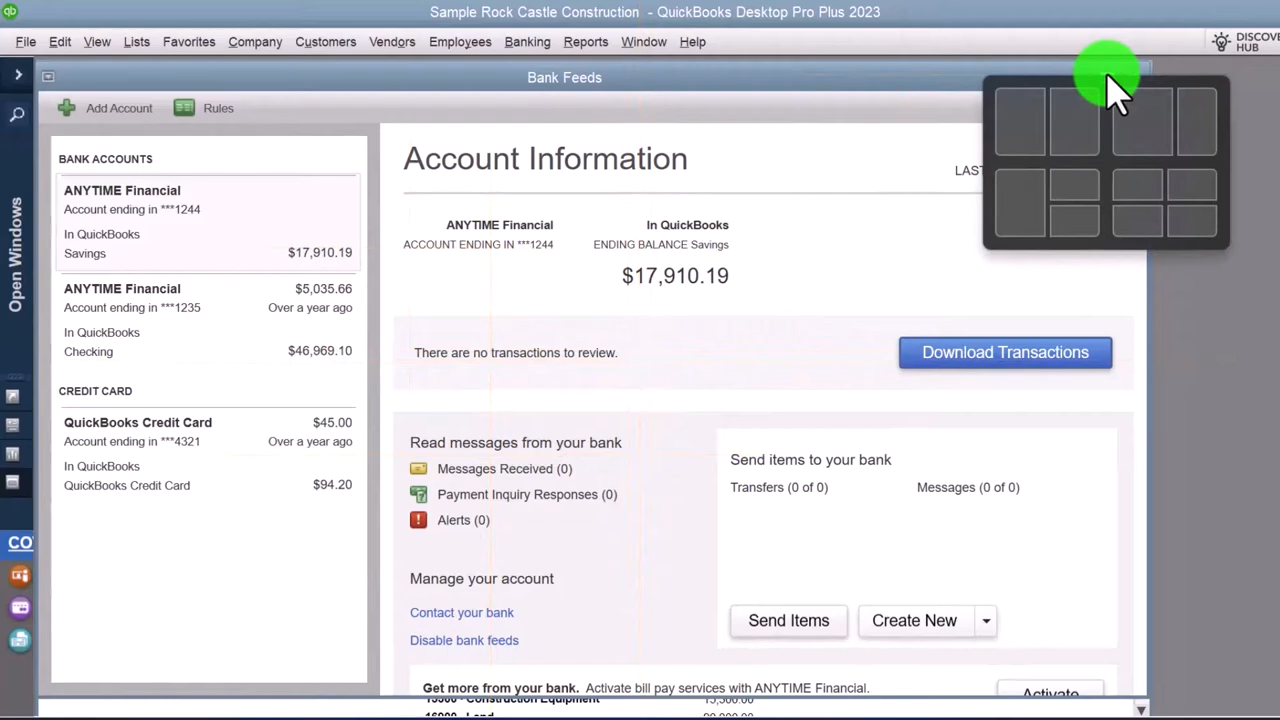 Sample Rock Castle Construction - QuickBooks Desktop Pro Plus 2023
File Edit View Lists Favorites Company Customers Vendors Employees Banking Reports Window Help
DISCOVE
HUB
Bank Feeds
Add Account Rules
Open Windows
BANK ACCOUNTS
ANYTIME Financial
Account ending in ***1244
In QuickBooks
Savings $17,910.19
ANYTIME Financial $5,035.66
Account ending in ***1235 Over a year ago
In QuickBooks
Checking $46,969.10
CREDIT CARD
QuickBooks Credit Card $45.00
Account ending in ***4321 Over a year ago
In QuickBooks
QuickBooks Credit Card $94.20
CO
Account Information
LAST
ANYTIME Financial In QuickBooks
ACCOUNT ENDING IN ***1244 ENDING BALANCE Savings
$17,910.19
There are no transactions to review. Download Transactions
Read messages from your bank
Messages Received (0)
Payment Inquiry Responses (0)
Alerts (0)
Manage your account
Contact your bank
Disable bank feeds
Send items to your bank
Transfers (0 of 0) Messages (0 of 0)
Send Items Create New
Get more from your bank. Activate bill pay services with ANYTIME Financial. Activate